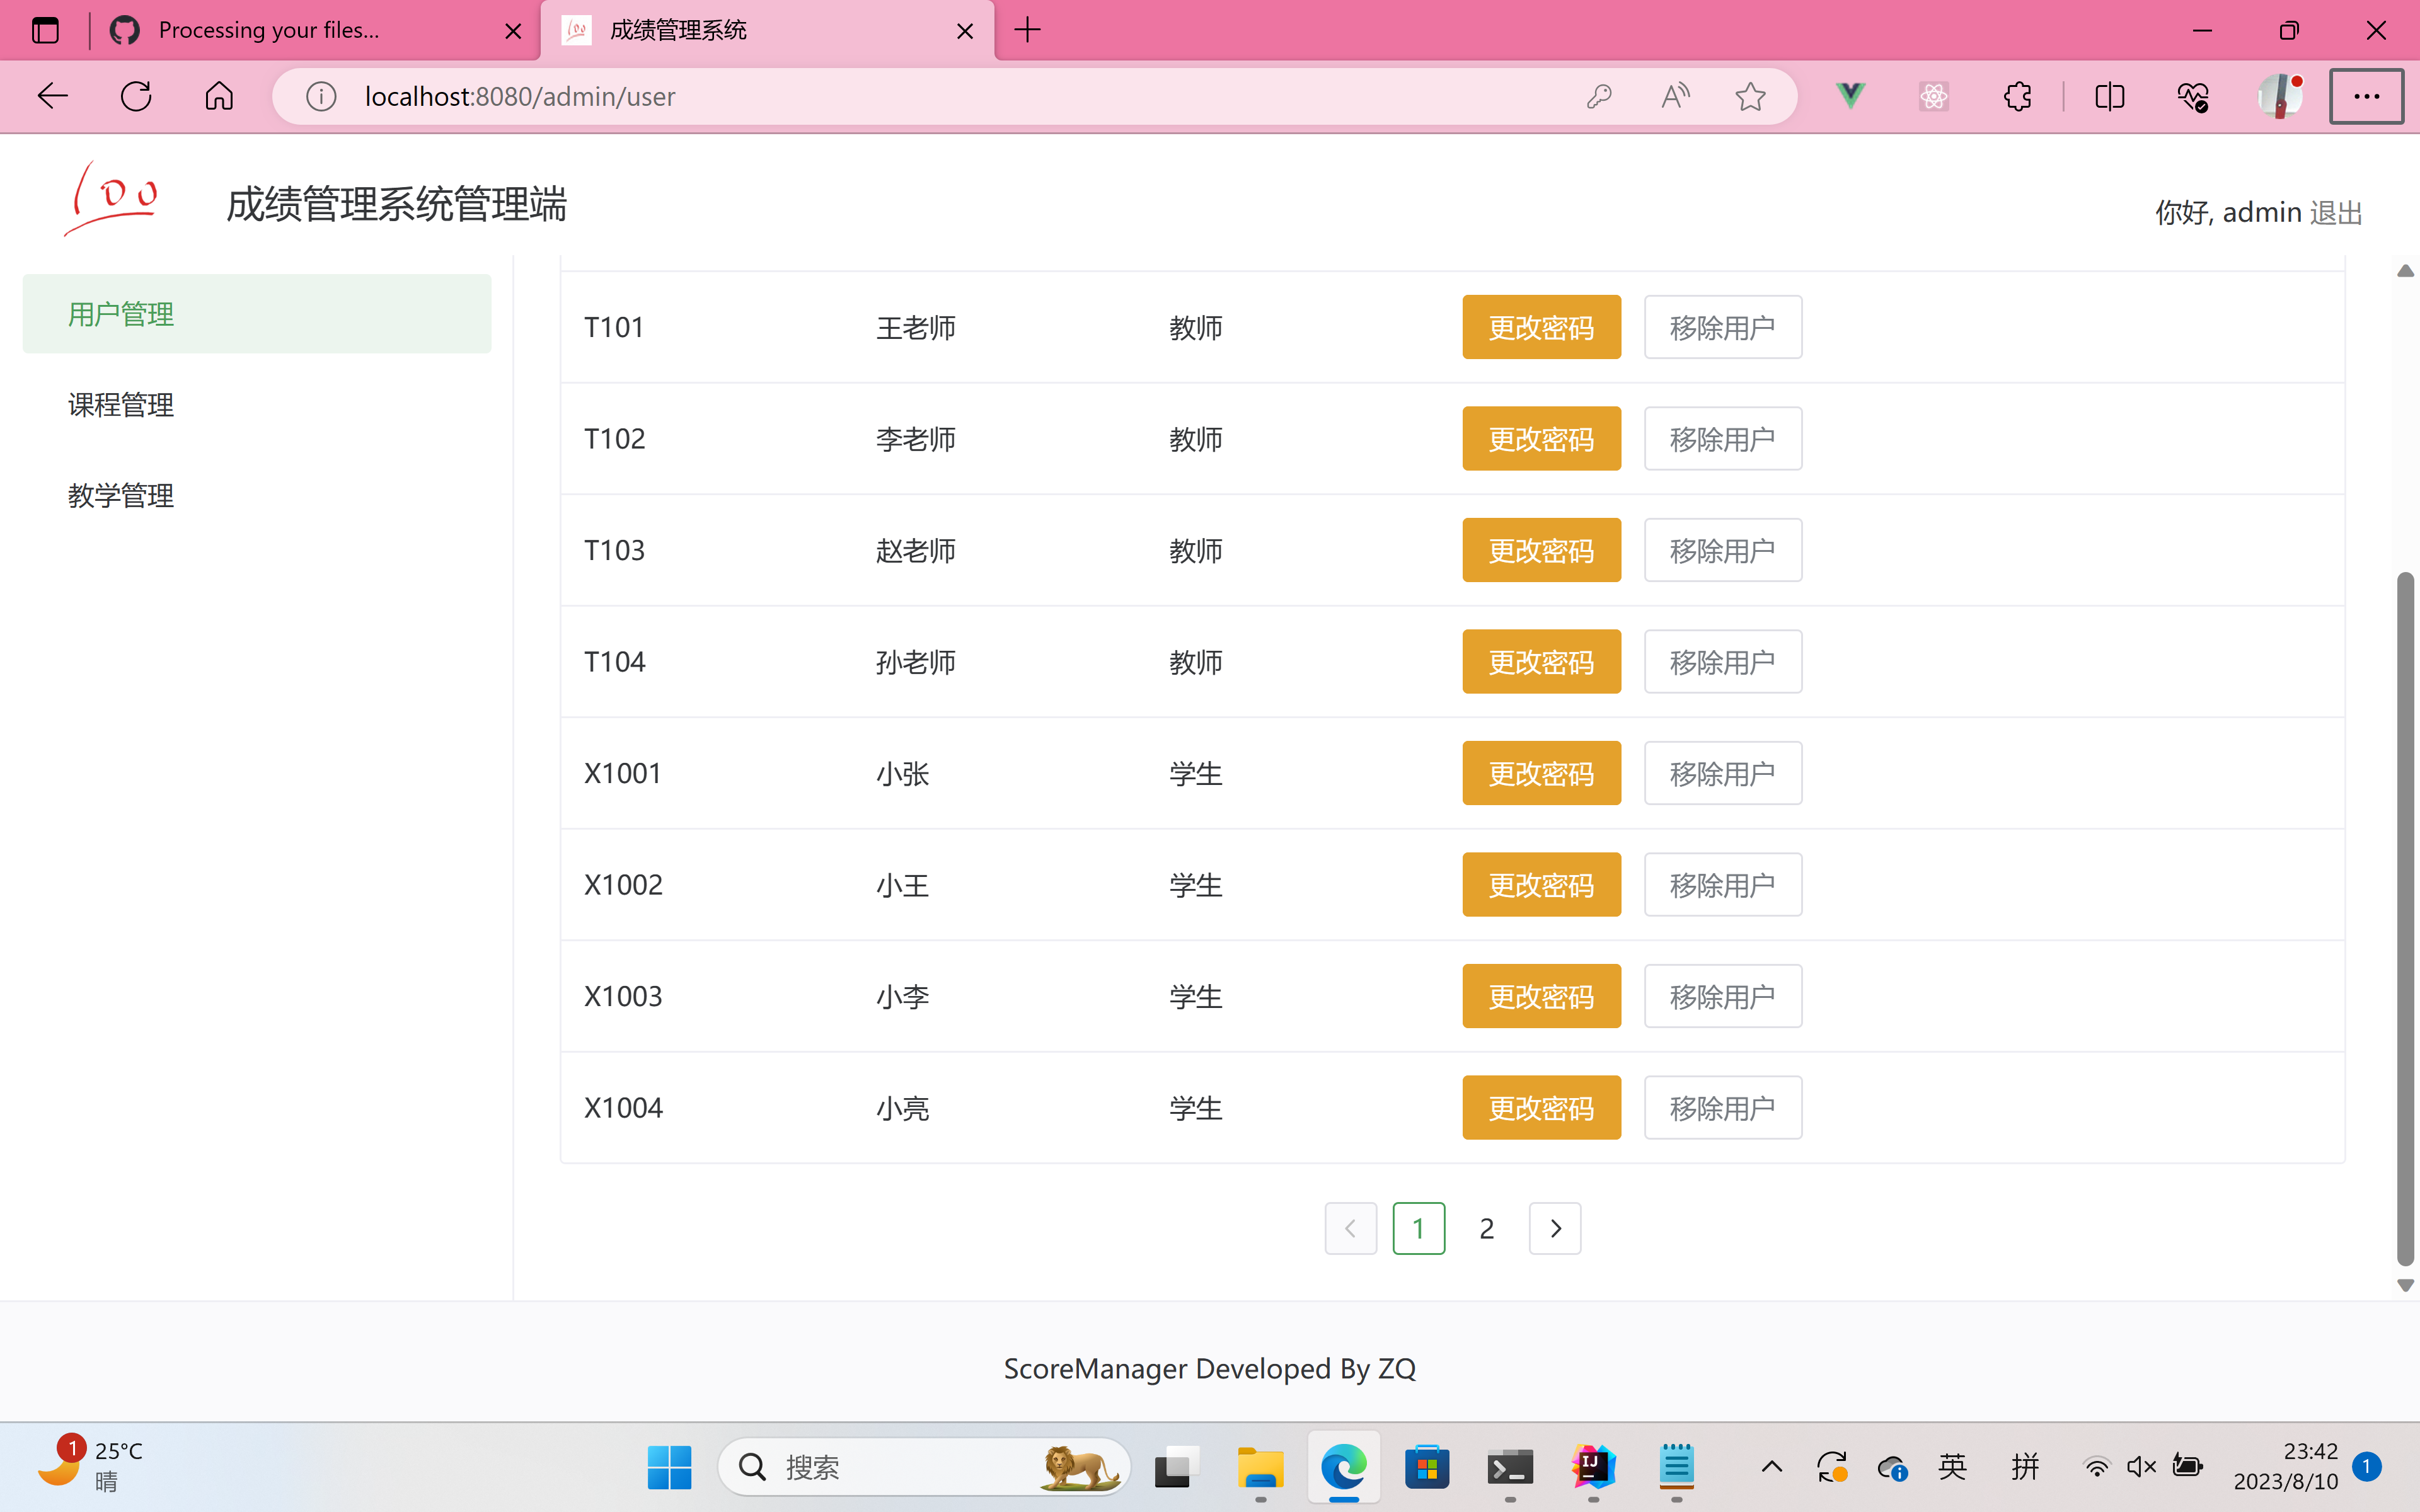 Processing your files...
成绩管理系统
localhost:8080/admin/user
100
成绩管理系统管理端
你好, admin 退出
用户管理
课程管理
教学管理
T101 王老师 教师 更改密码 移除用户
T102 李老师 教师 更改密码 移除用户
T103 赵老师 教师 更改密码 移除用户
T104 孙老师 教师 更改密码 移除用户
X1001 小张 学生 更改密码 移除用户
X1002 小王 学生 更改密码 移除用户
X1003 小李 学生 更改密码 移除用户
X1004 小亮 学生 更改密码 移除用户
1 2
ScoreManager Developed By ZQ
1 25°C
晴
搜索
英 拼
23:42
2023/8/10
1